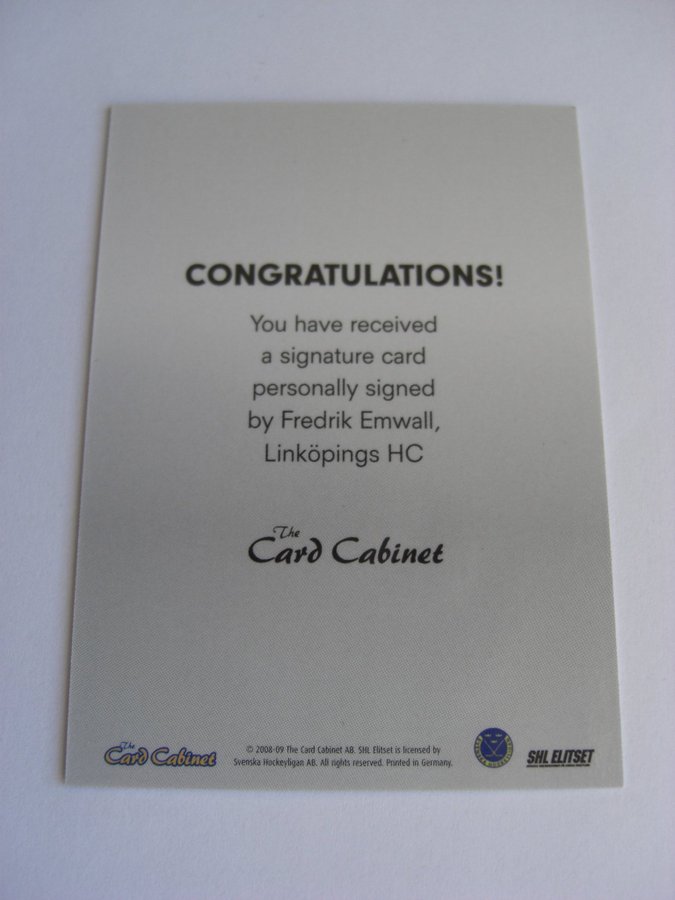 CONGRATULATIONS!
You have received
a signature card
personally signed
by Fredrik Emwall,
Linköpings HC
The
Card Cabinet
The
Card Cabinet
© 2008-09 The Card Cabinet AB. SHL Elitset is licensed by
Svenska Hockeyligan AB. All rights reserved. Printed in Germany.
SHL ELITSET